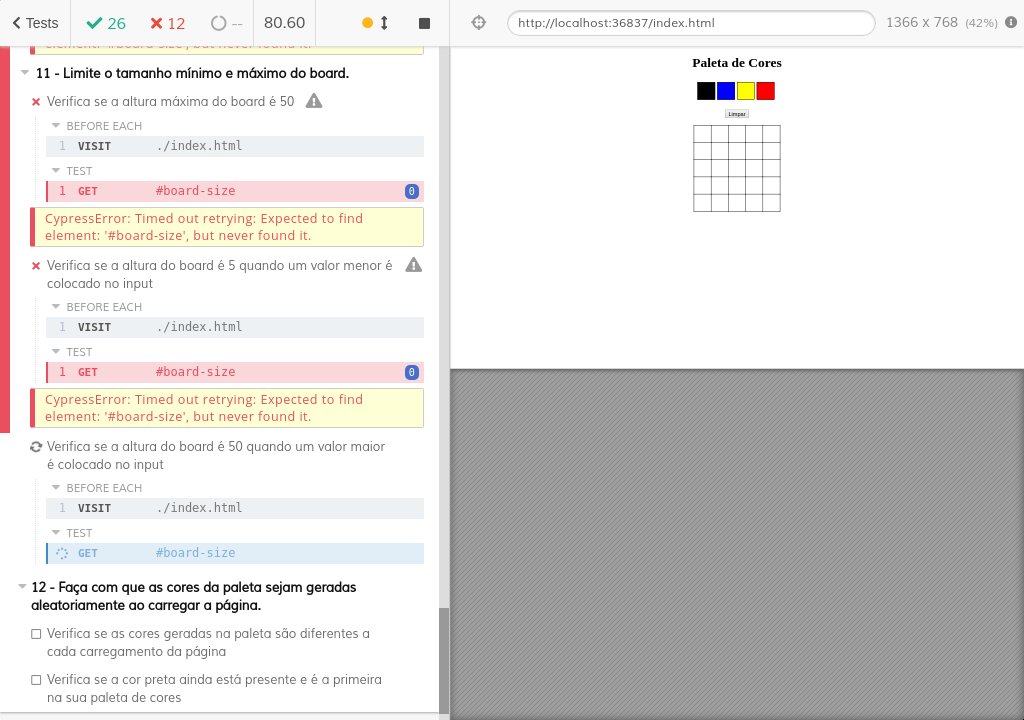 Tests 26 12 -- 80.60
http://localhost:36837/index.html 1366 x 768 (42%)
element: '#board-size', but never found it.
11 - Limite o tamanho mínimo e máximo do board.
Verifica se a altura máxima do board é 50
BEFORE EACH
1 VISIT ./index.html
TEST
1 GET #board-size 0
CypressError: Timed out retrying: Expected to find
element: '#board-size', but never found it.
Verifica se a altura do board é 5 quando um valor menor é
colocado no input
BEFORE EACH
1 VISIT ./index.html
TEST
1 GET #board-size 0
CypressError: Timed out retrying: Expected to find
element: '#board-size', but never found it.
Verifica se a altura do board é 50 quando um valor maior
é colocado no input
BEFORE EACH
1 VISIT ./index.html
TEST
GET #board-size
12 - Faça com que as cores da paleta sejam geradas
aleatoriamente ao carregar a página.
Verifica se as cores geradas na paleta são diferentes a
cada carregamento da página
Verifica se a cor preta ainda está presente e é a primeira
na sua paleta de cores
Paleta de Cores
Limpar